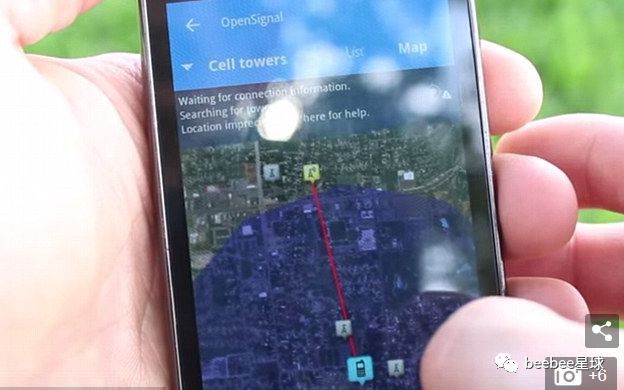 OpenSignal
Cell towers
List
Map
Waiting for connection information.
Searching for
Location here for help.
beebee星球
+6